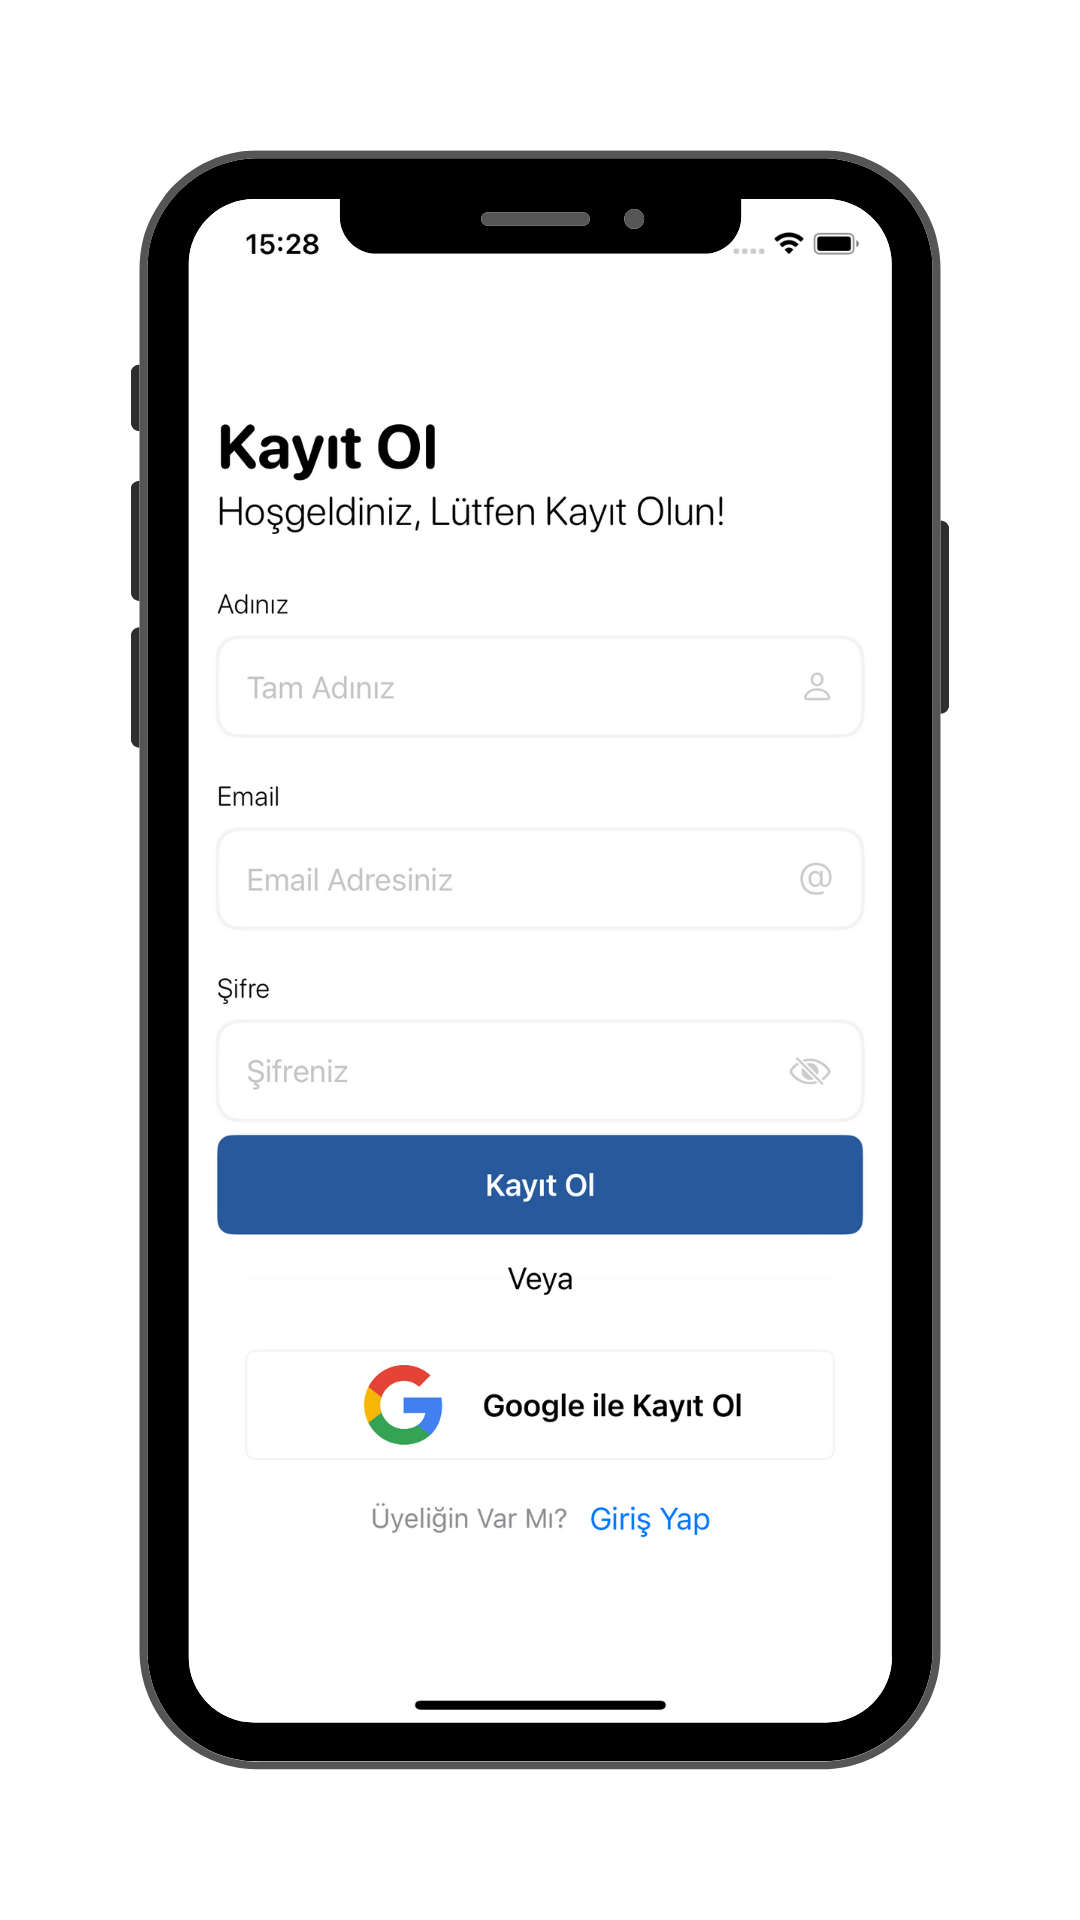 15:28
Kayıt Ol
Hoşgeldiniz, Lütfen Kayıt Olun!
Adınız
Tam Adınız
Email
Email Adresiniz
@
Şifre
Şifreniz
Kayıt Ol
Veya
Google ile Kayıt Ol
Üyeliğin Var Mı? Giriş Yap